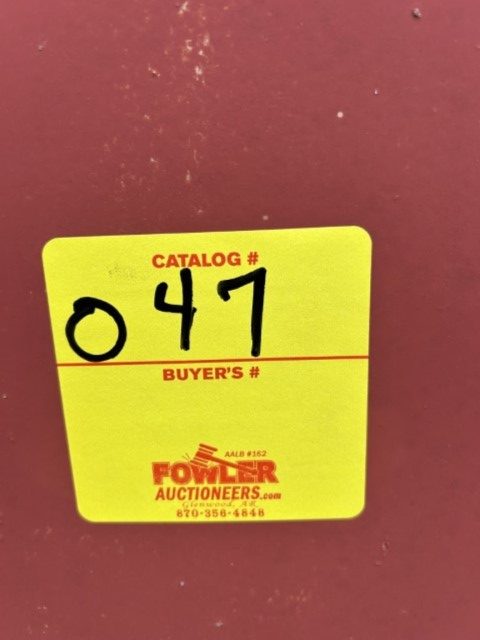 CATALOG #
047
BUYER'S #
AALB #162
FOWLER
AUCTIONEERS.com
Glenwood, AR
870-356-4848